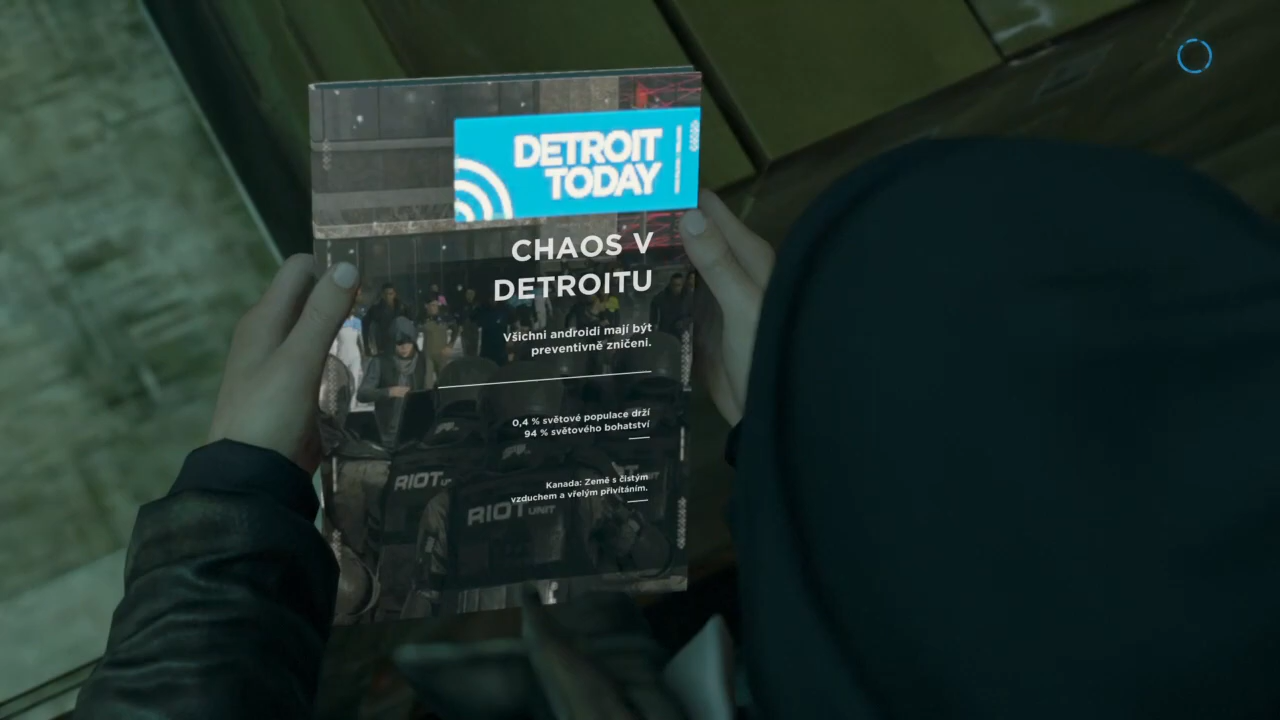 DETROIT
TODAY
CHAOS V
DETROITU
Všichni androidi mají být
preventivně zničeni.
0,4 % světové populace drží
94 % světového bohatství
Kanada: Země s čistým
vzduchem a vřelým přivítáním.
RIOT
RIOT UNIT